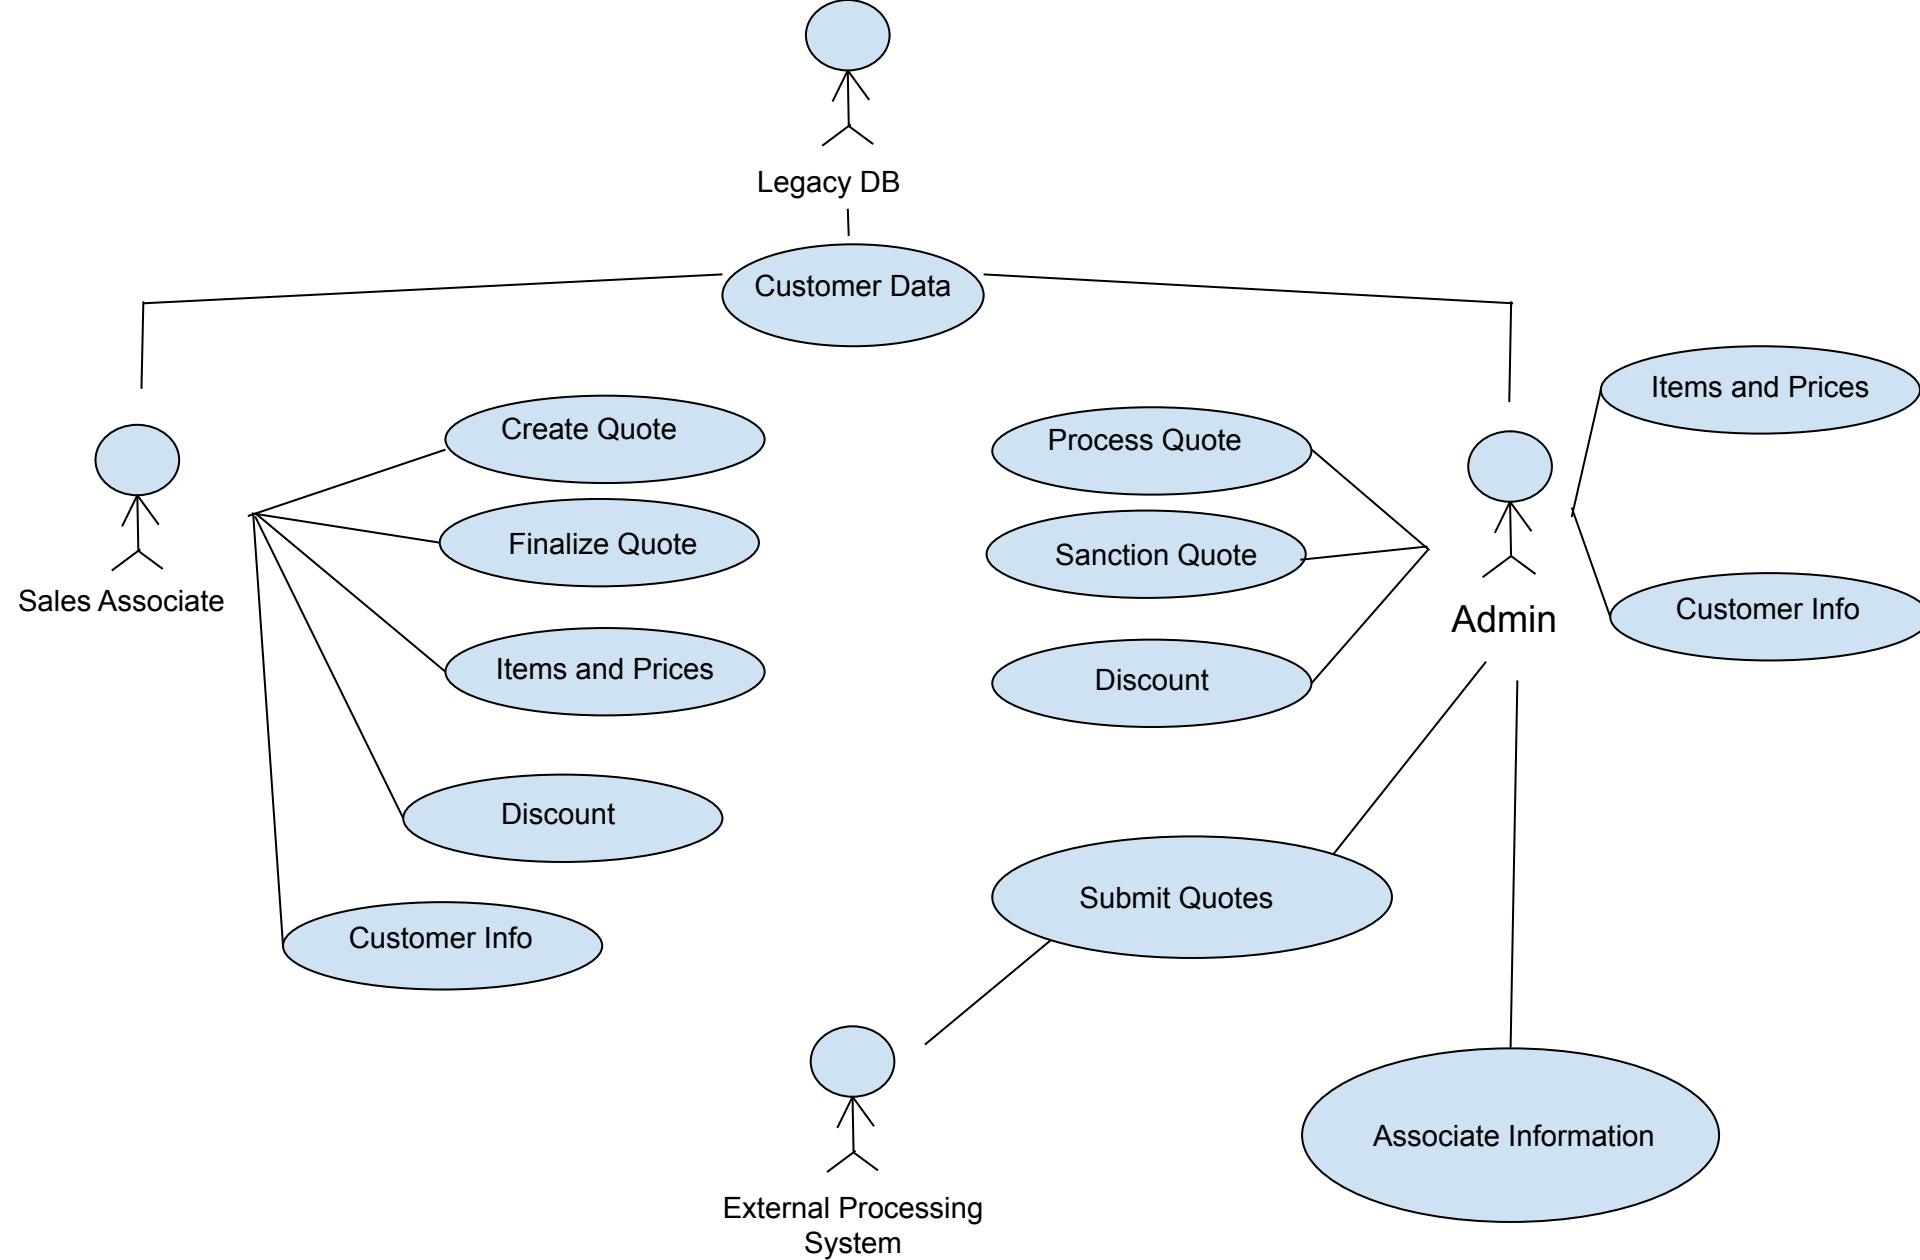 Legacy DB
Customer Data
Items and Prices
Create Quote
Process Quote
Finalize Quote
Sanction Quote
Sales Associate
Admin
Customer Info
Items and Prices
Discount
Discount
Submit Quotes
Customer Info
Associate Information
External Processing
System